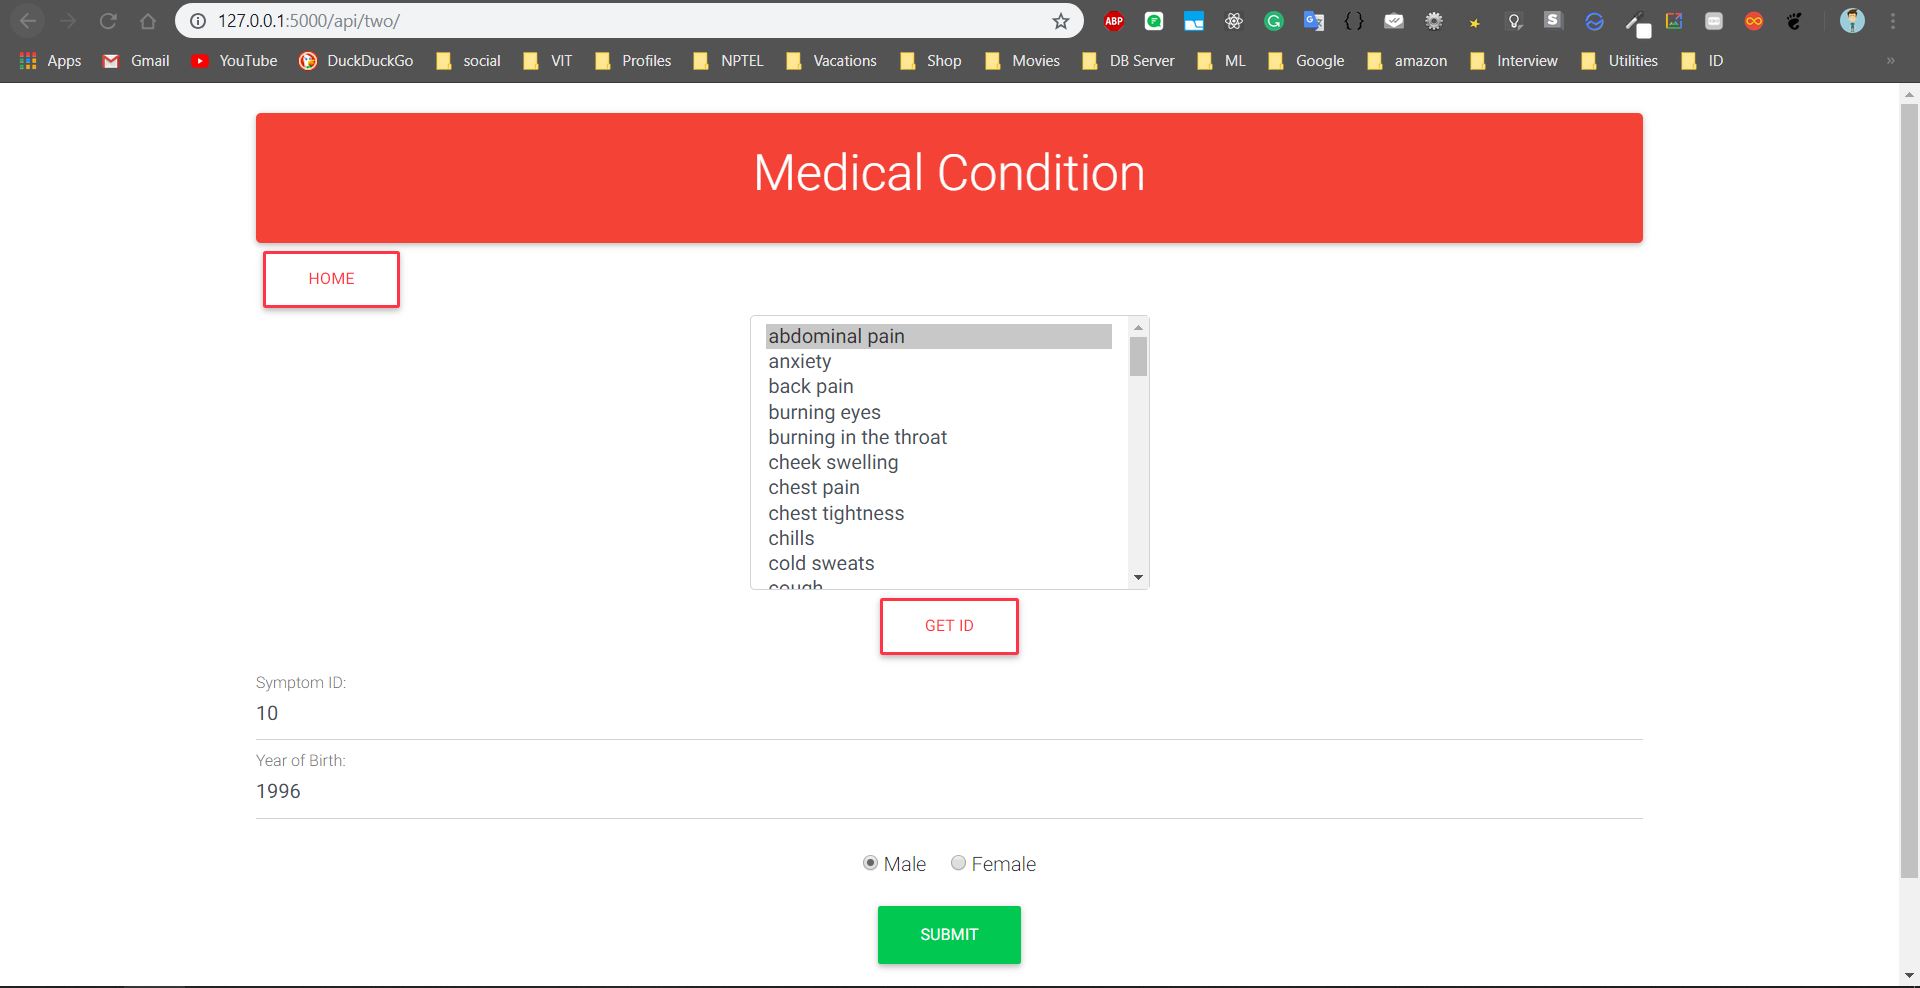 127.0.0.1:5000/api/two/
ABP
Apps Gmail YouTube DuckDuckGo social VIT Profiles NPTEL Vacations Shop Movies DB Server ML Google amazon Interview Utilities ID »
Medical Condition
HOME
abdominal pain
anxiety
back pain
burning eyes
burning in the throat
cheek swelling
chest pain
chest tightness
chills
cold sweats
cough
GET ID
Symptom ID:
10
Year of Birth:
1996
Male Female
SUBMIT